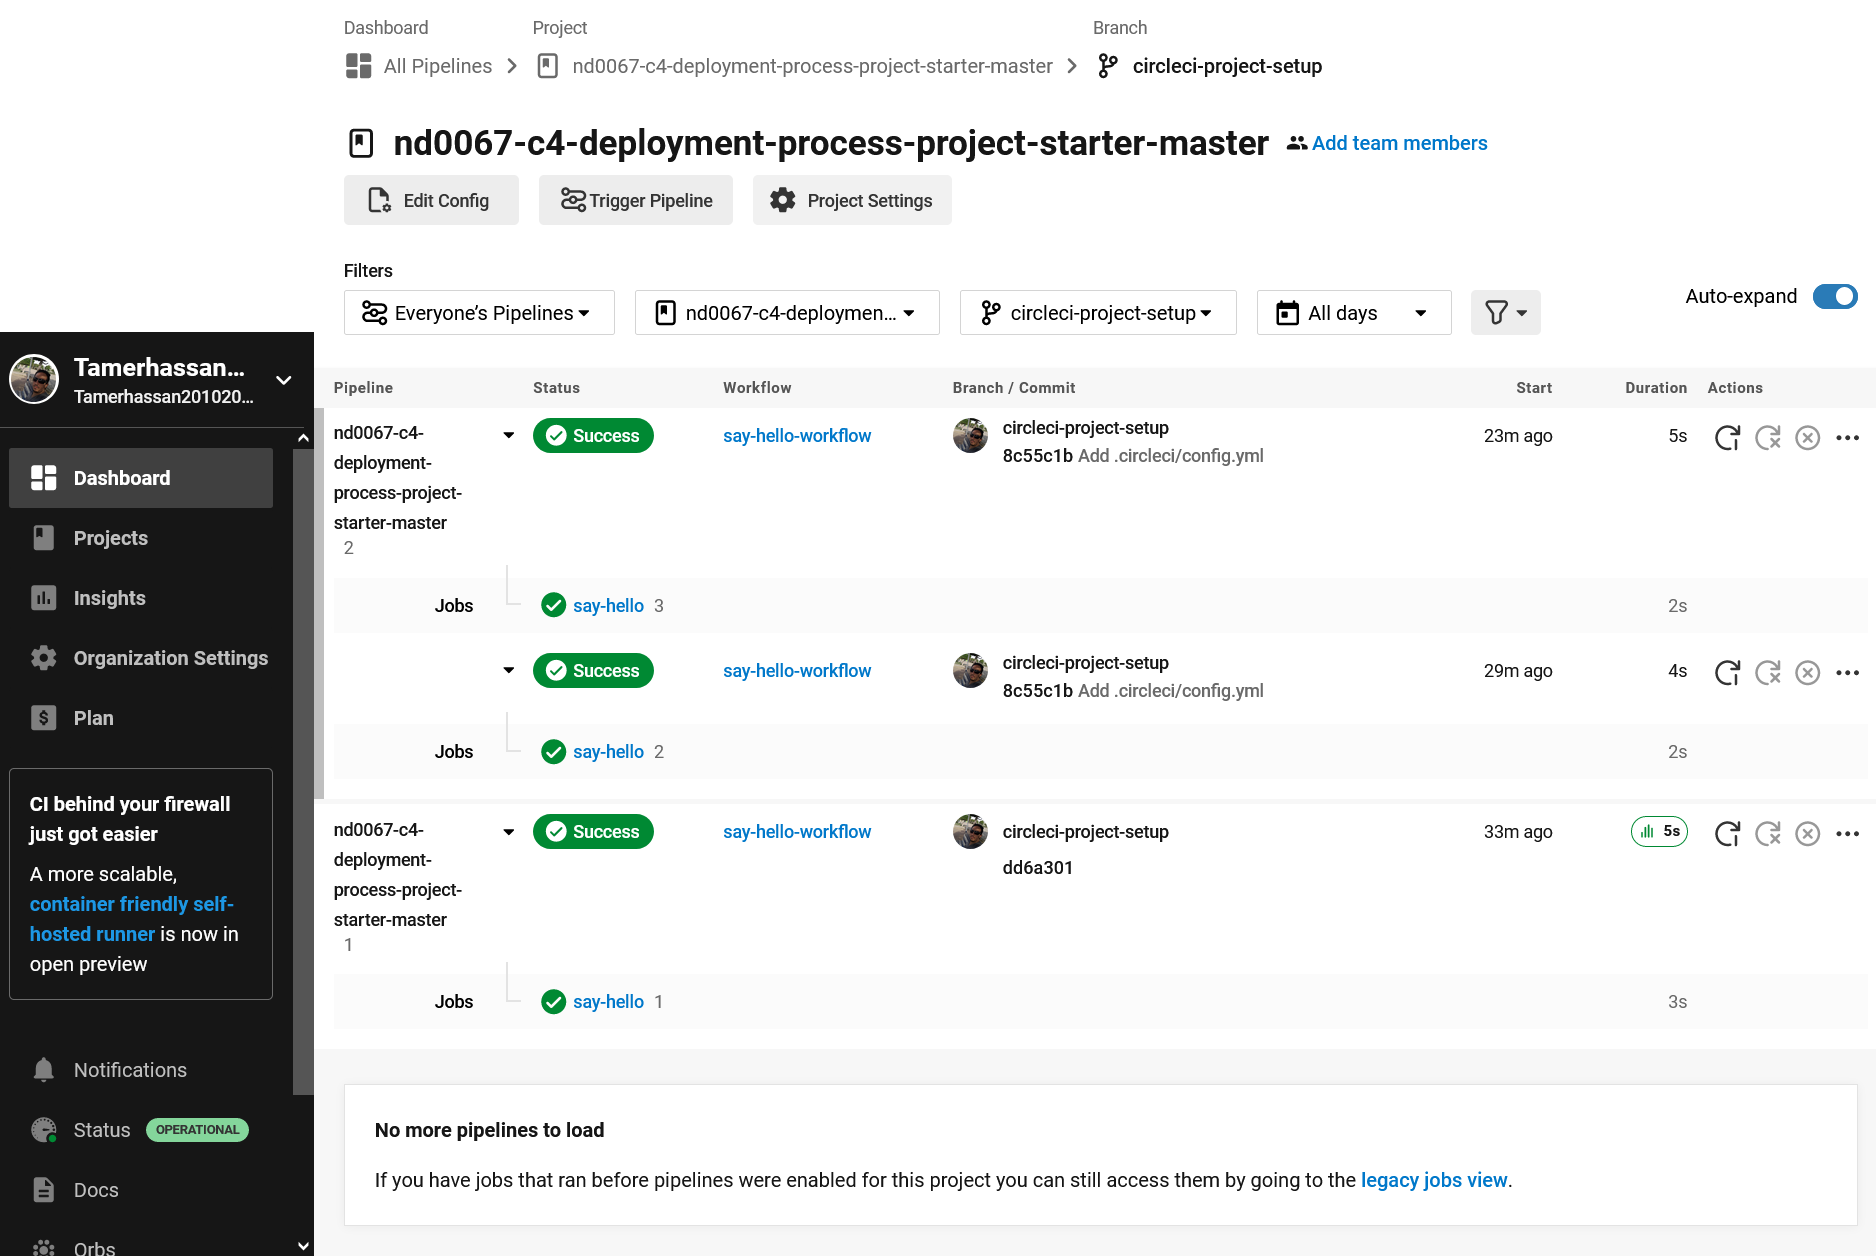 Dashboard
Project
Branch
All Pipelines
nd0067-c4-deployment-process-project-starter-master
circleci-project-setup
nd0067-c4-deployment-process-project-starter-master
Add team members
Edit Config
Trigger Pipeline
Project Settings
Filters
Everyone’s Pipelines
nd0067-c4-deploymen...
circleci-project-setup
All days
Auto-expand
Tamerhassan...
Tamerhassan201020...
Dashboard
Projects
Insights
Organization Settings
Plan
CI behind your firewall
just got easier
A more scalable,
container friendly self-
hosted runner is now in
open preview
Notifications
Status OPERATIONAL
Docs
Orbs
Pipeline Status Workflow Branch / Commit Start Duration Actions
nd0067-c4-
deployment-
process-project-
starter-master
2
Success
say-hello-workflow
circleci-project-setup
8c55c1b Add .circleci/config.yml
23m ago
5s
Jobs
say-hello 3
2s
Success
say-hello-workflow
circleci-project-setup
8c55c1b Add .circleci/config.yml
29m ago
4s
Jobs
say-hello 2
2s
nd0067-c4-
deployment-
process-project-
starter-master
1
Success
say-hello-workflow
circleci-project-setup
dd6a301
33m ago
5s
Jobs
say-hello 1
3s
No more pipelines to load
If you have jobs that ran before pipelines were enabled for this project you can still access them by going to the legacy jobs view.